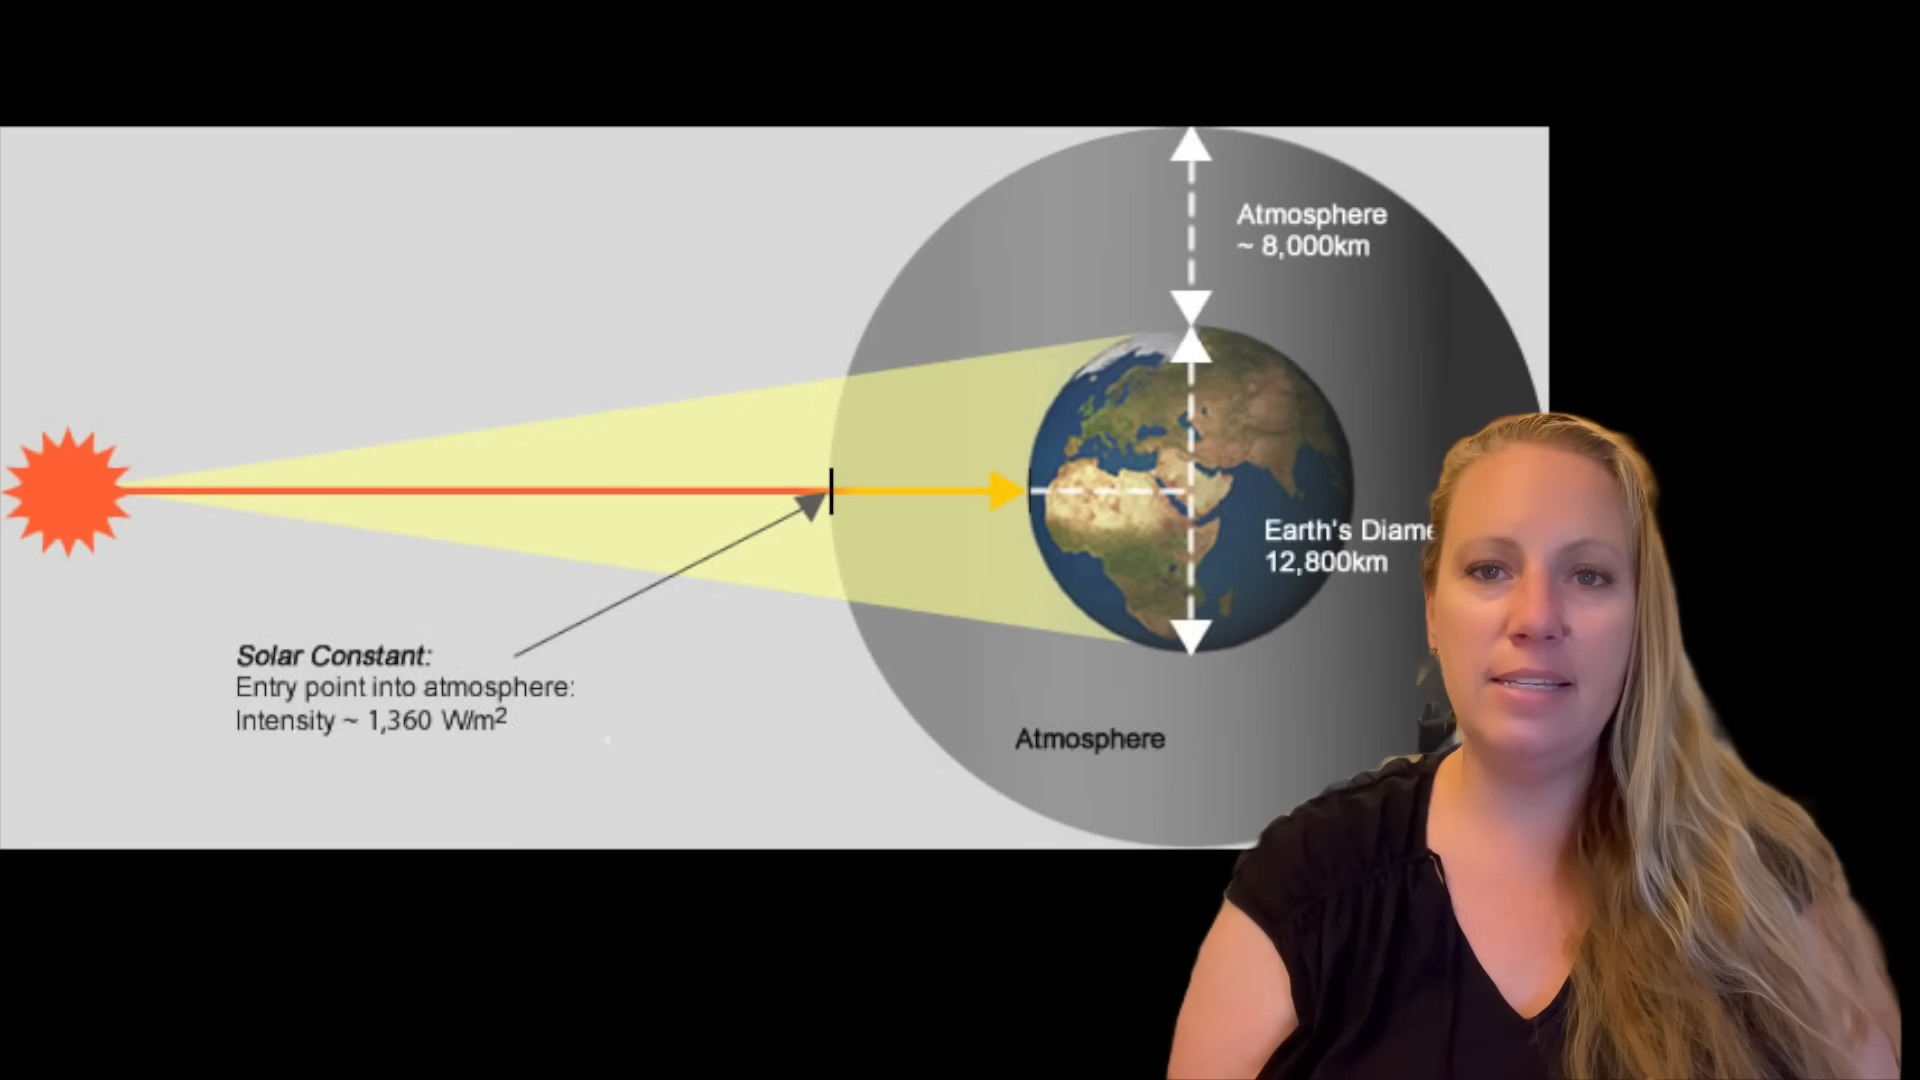 Atmosphere
~ 8,000km
Earth's Diame
12,800km
Solar Constant:
Entry point into atmosphere:
Intensity ~ 1,360 W/m²
Atmosphere